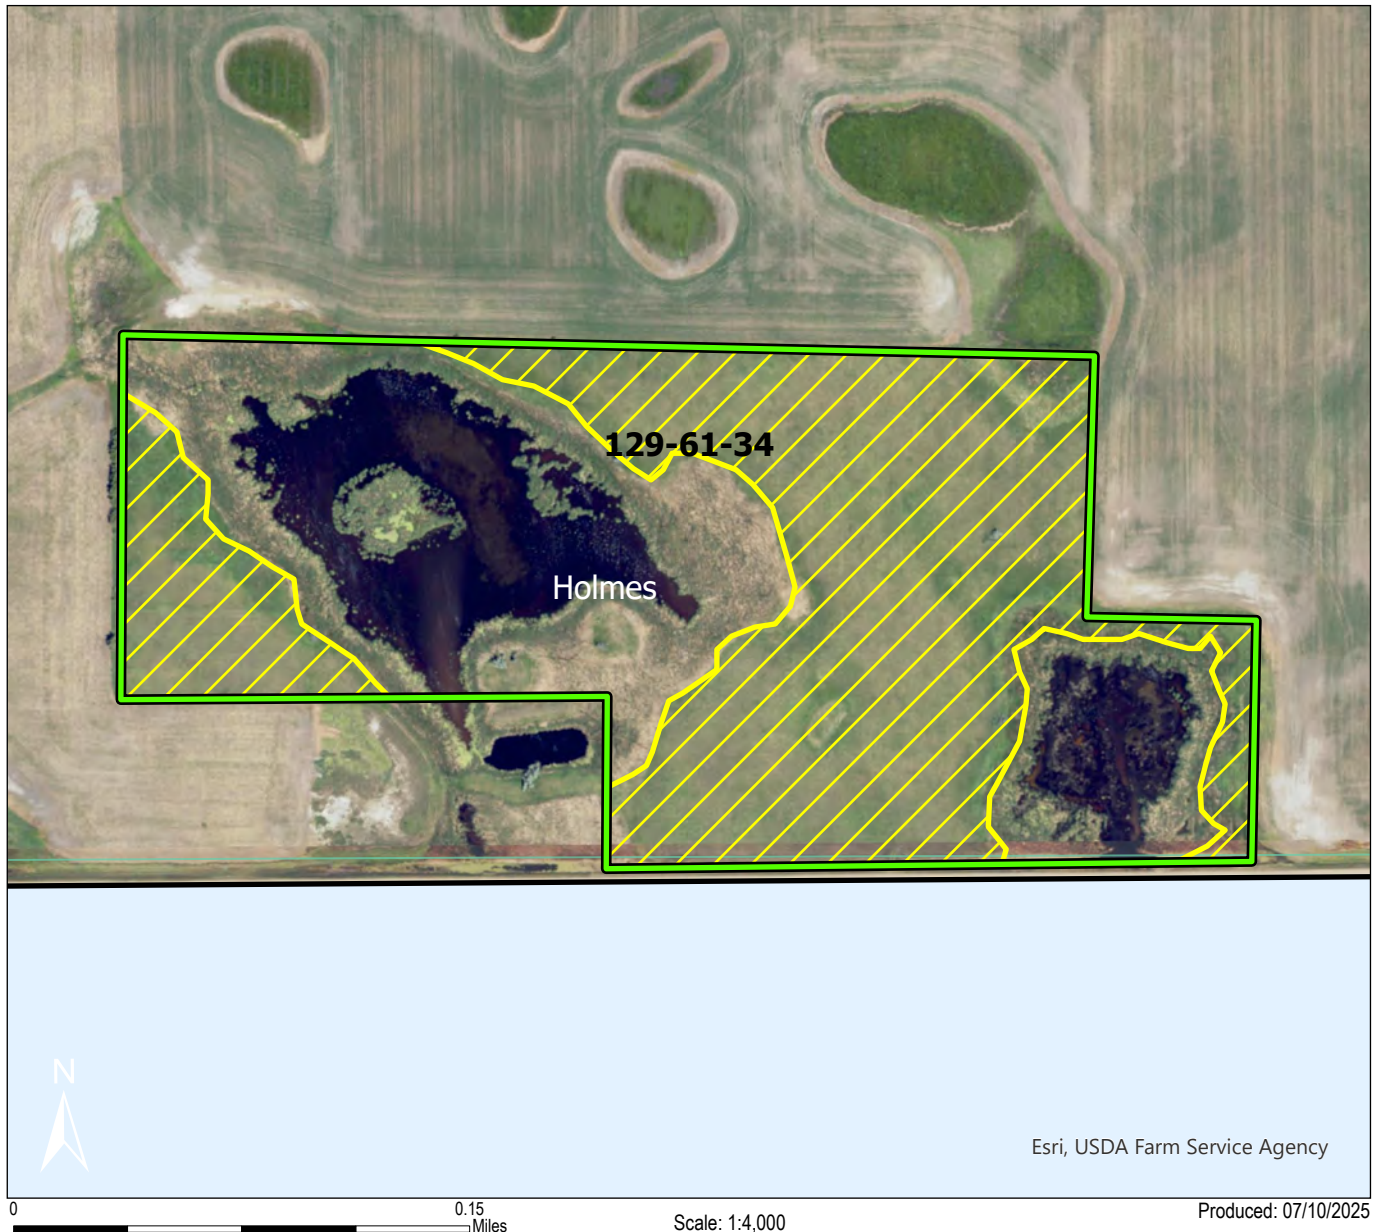 129-61-34
Holmes
N
Esri, USDA Farm Service Agency
0 0.15
Miles
Scale: 1:4,000
Produced: 07/10/2025